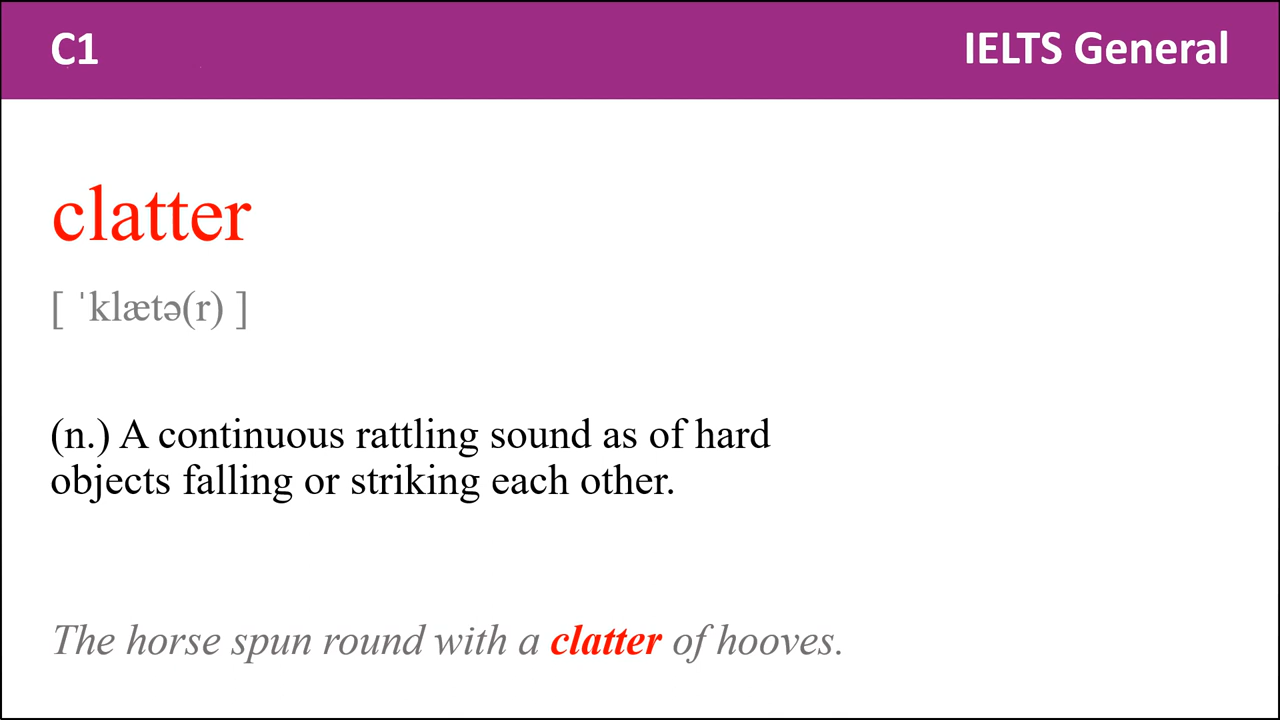 C1
IELTS General
clatter
[ ˈklætə(r) ]
(n.) A continuous rattling sound as of hard
objects falling or striking each other.
The horse spun round with a clatter of hooves.